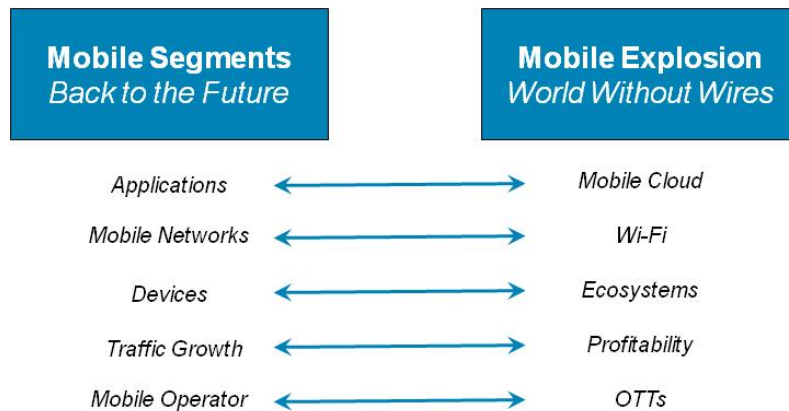 Mobile Segments
Back to the Future
Mobile Explosion
World Without Wires
Applications
Mobile Cloud
Mobile Networks
Wi-Fi
Devices
Ecosystems
Traffic Growth
Profitability
Mobile Operator
OTTs